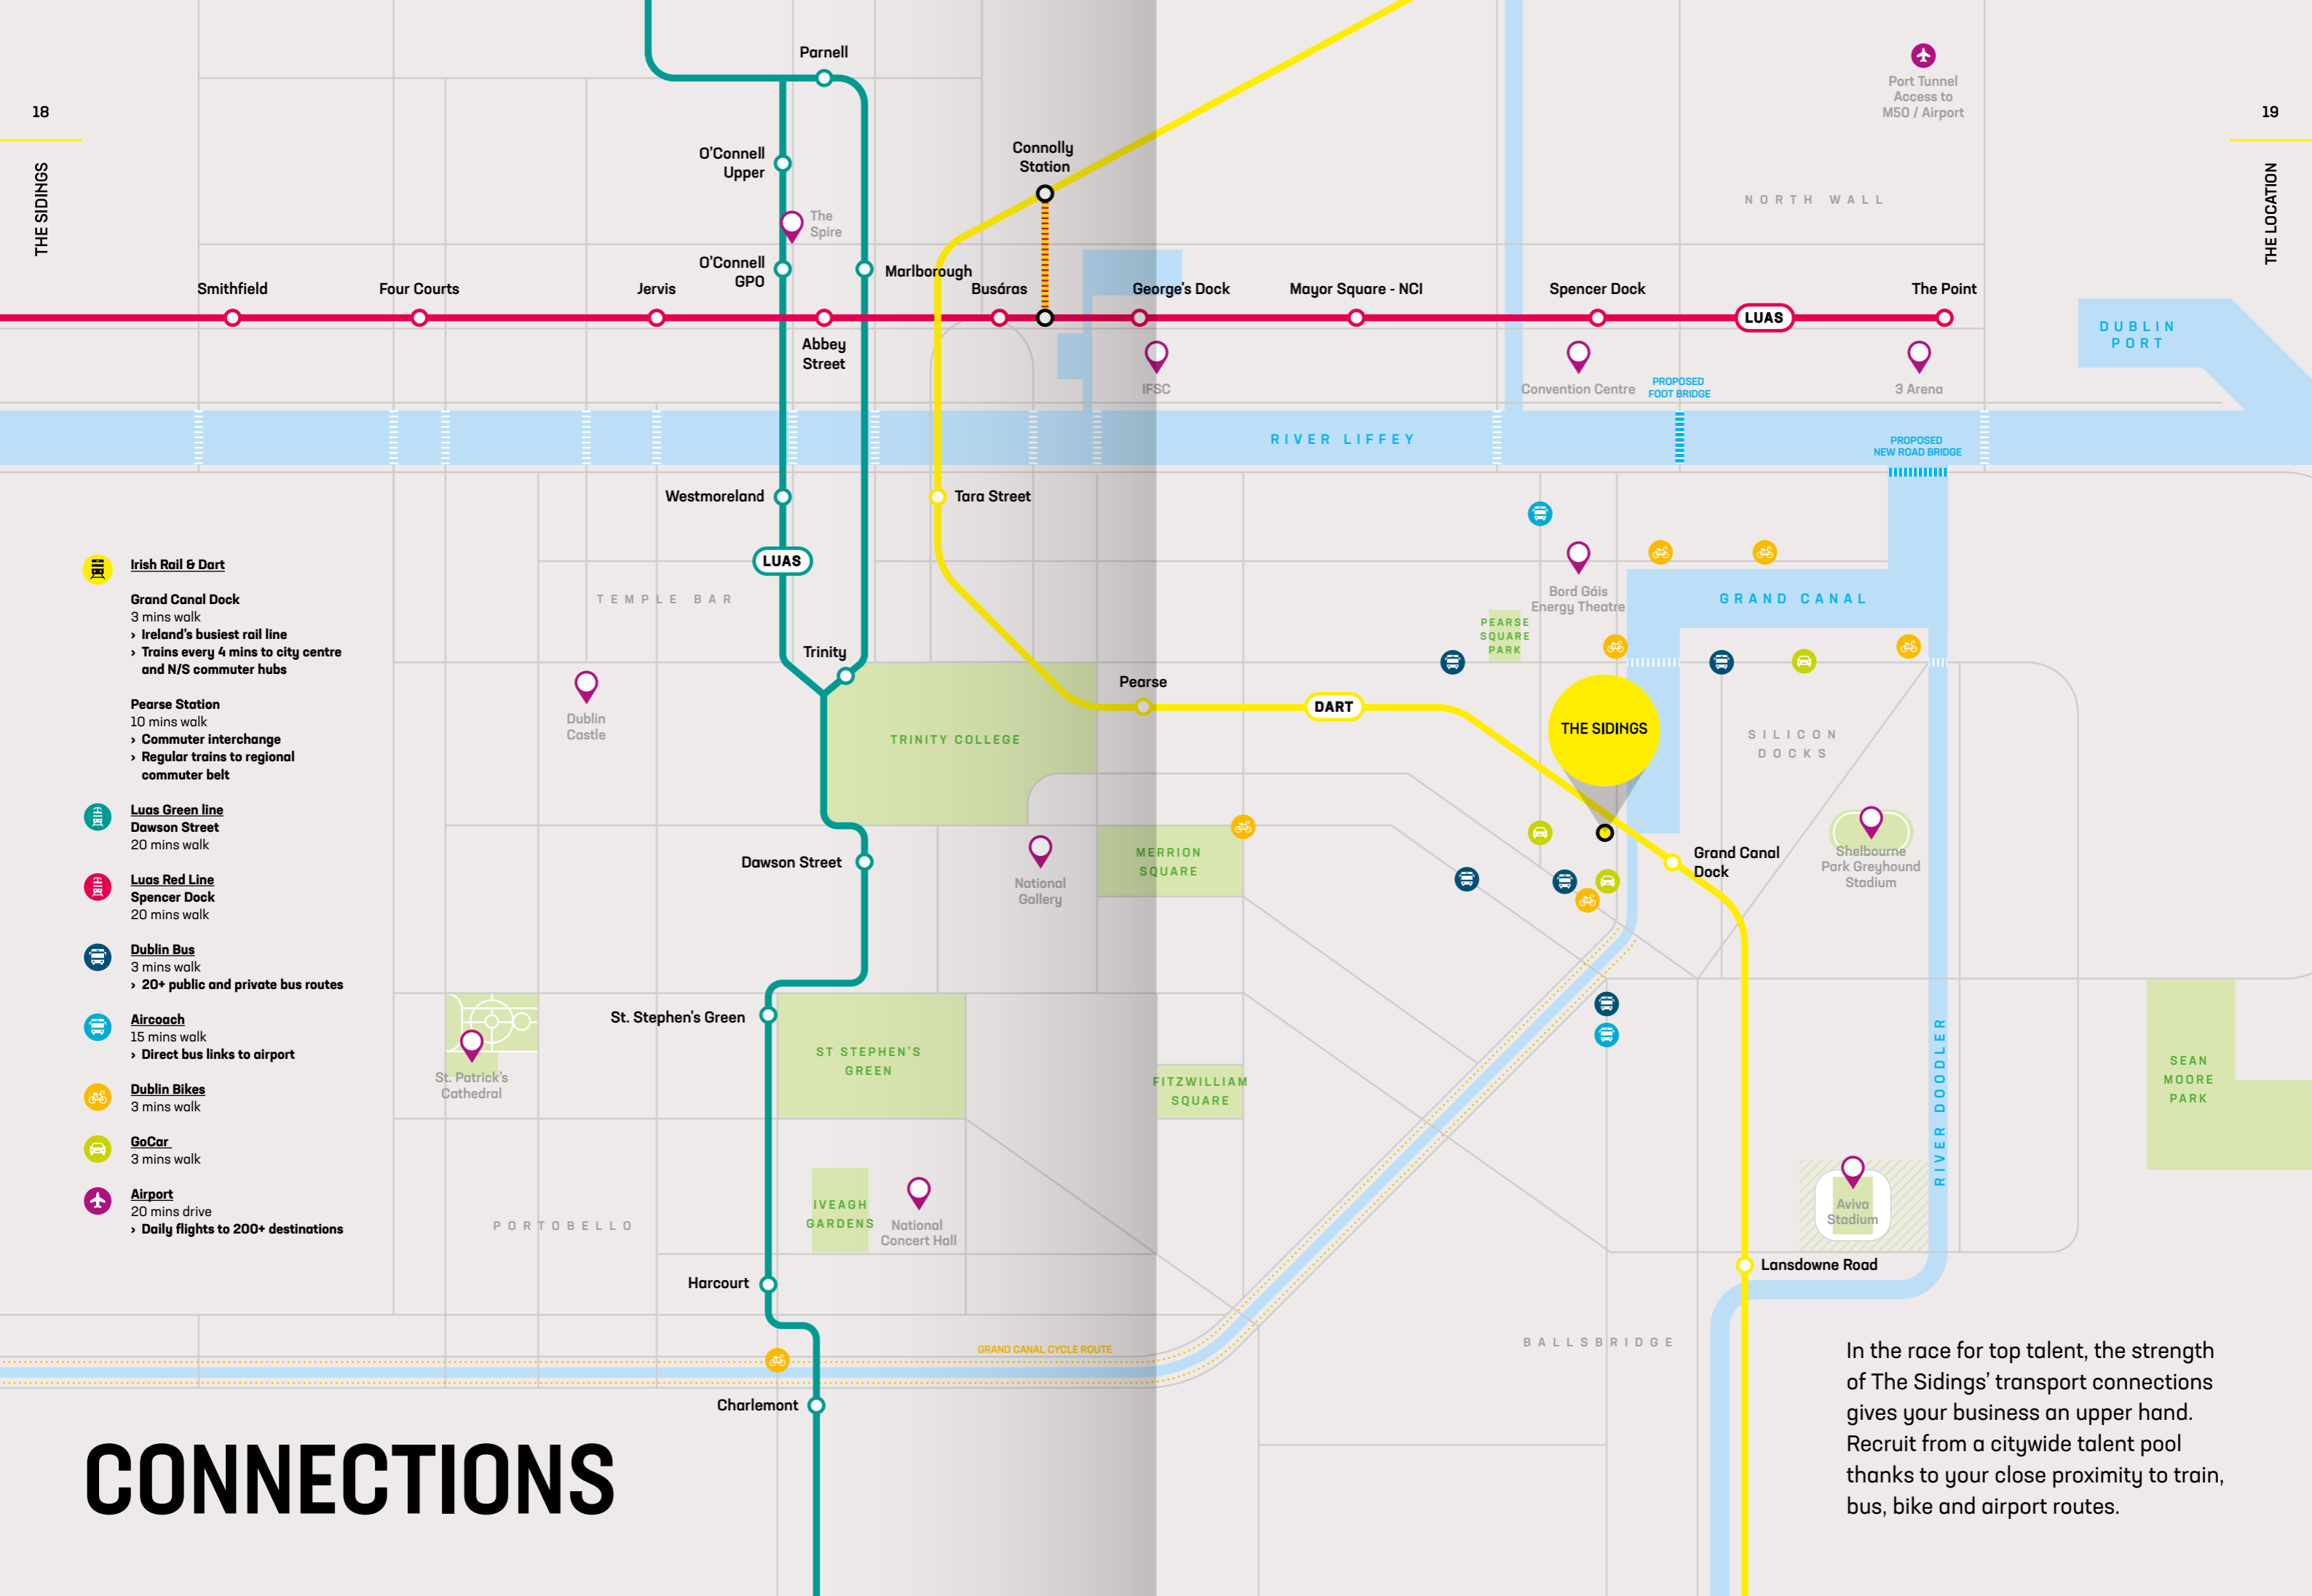 18
THE SIDINGS
19
THE LOCATION
Parnell
O'Connell
Upper
The
Spire
O'Connell
GPO
Marlborough
Connolly
Station
Port Tunnel
Access to
M50 / Airport
NORTH WALL
Smithfield
Four Courts
Jervis
Abbey
Street
Busáras
George's Dock
Mayor Square - NCI
Spencer Dock
LUAS
The Point
DUBLIN
PORT
IFSC
Convention Centre
PROPOSED
FOOT BRIDGE
3 Arena
RIVER LIFFEY
PROPOSED
NEW ROAD BRIDGE
Westmoreland
Tara Street
LUAS
TEMPLE BAR
Trinity
Bord Gáis
Energy Theatre
GRAND CANAL
PEARSE
SQUARE
PARK
Dublin
Castle
TRINITY COLLEGE
Pearse
DART
THE SIDINGS
SILICON
DOCKS
Dawson Street
National
Gallery
MERRION
SQUARE
Grand Canal
Dock
Shelbourne
Park Greyhound
Stadium
St. Stephen's Green
ST STEPHEN'S
GREEN
St. Patrick's
Cathedral
FITZWILLIAM
SQUARE
RIVER DODDLER
SEAN
MOORE
PARK
IVEAGH
GARDENS
National
Concert Hall
PORTOBELLO
Aviva
Stadium
Harcourt
Lansdowne Road
BALLSBRIDGE
GRAND CANAL CYCLE ROUTE
Charlemont
Irish Rail & Dart
Grand Canal Dock
3 mins walk
› Ireland's busiest rail line
› Trains every 4 mins to city centre
and N/S commuter hubs
Pearse Station
10 mins walk
› Commuter interchange
› Regular trains to regional
commuter belt
Luas Green line
Dawson Street
20 mins walk
Luas Red Line
Spencer Dock
20 mins walk
Dublin Bus
3 mins walk
› 20+ public and private bus routes
Aircoach
15 mins walk
› Direct bus links to airport
Dublin Bikes
3 mins walk
GoCar
3 mins walk
Airport
20 mins drive
› Daily flights to 200+ destinations
CONNECTIONS
In the race for top talent, the strength
of The Sidings' transport connections
gives your business an upper hand.
Recruit from a citywide talent pool
thanks to your close proximity to train,
bus, bike and airport routes.